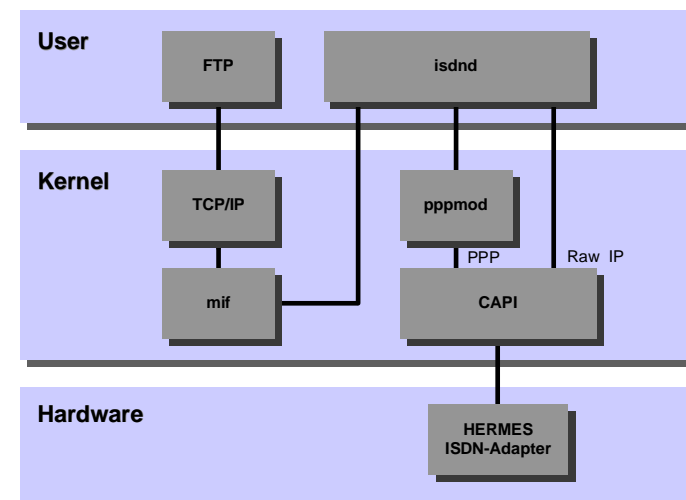 User
FTP
isdnd
Kernel
TCP/IP
pppmod
PPP
Raw IP
mif
CAPI
Hardware
HERMES
ISDN-Adapter